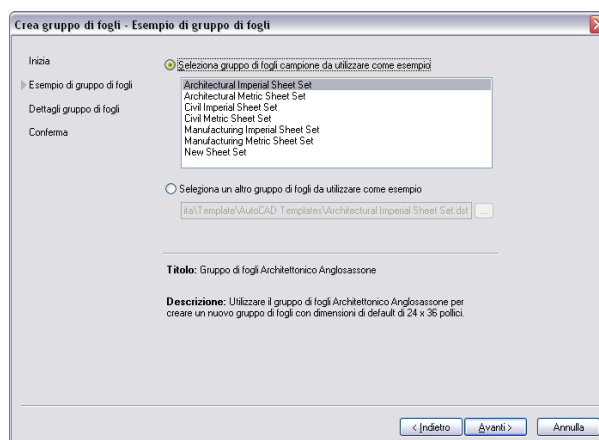 Crea gruppo di fogli - Esempio di gruppo di fogli
Inizia
Esempio di gruppo di fogli
Dettagli gruppo di fogli
Conferma
Seleziona gruppo di fogli campione da utilizzare come esempio
Architectural Imperial Sheet Set
Architectural Metric Sheet Set
Civil Imperial Sheet Set
Civil Metric Sheet Set
Manufacturing Imperial Sheet Set
Manufacturing Metric Sheet Set
New Sheet Set
Seleziona un altro gruppo di fogli da utilizzare come esempio
ita\Template\AutoCAD Templates\Architectural Imperial Sheet Set.dst ...
Titolo: Gruppo di fogli Architettonico Anglosassone
Descrizione: Utilizzare il gruppo di fogli Architettonico Anglosassone per
creare un nuovo gruppo di fogli con dimensioni di default di 24 x 36 pollici.
< Indietro Avanti > Annulla